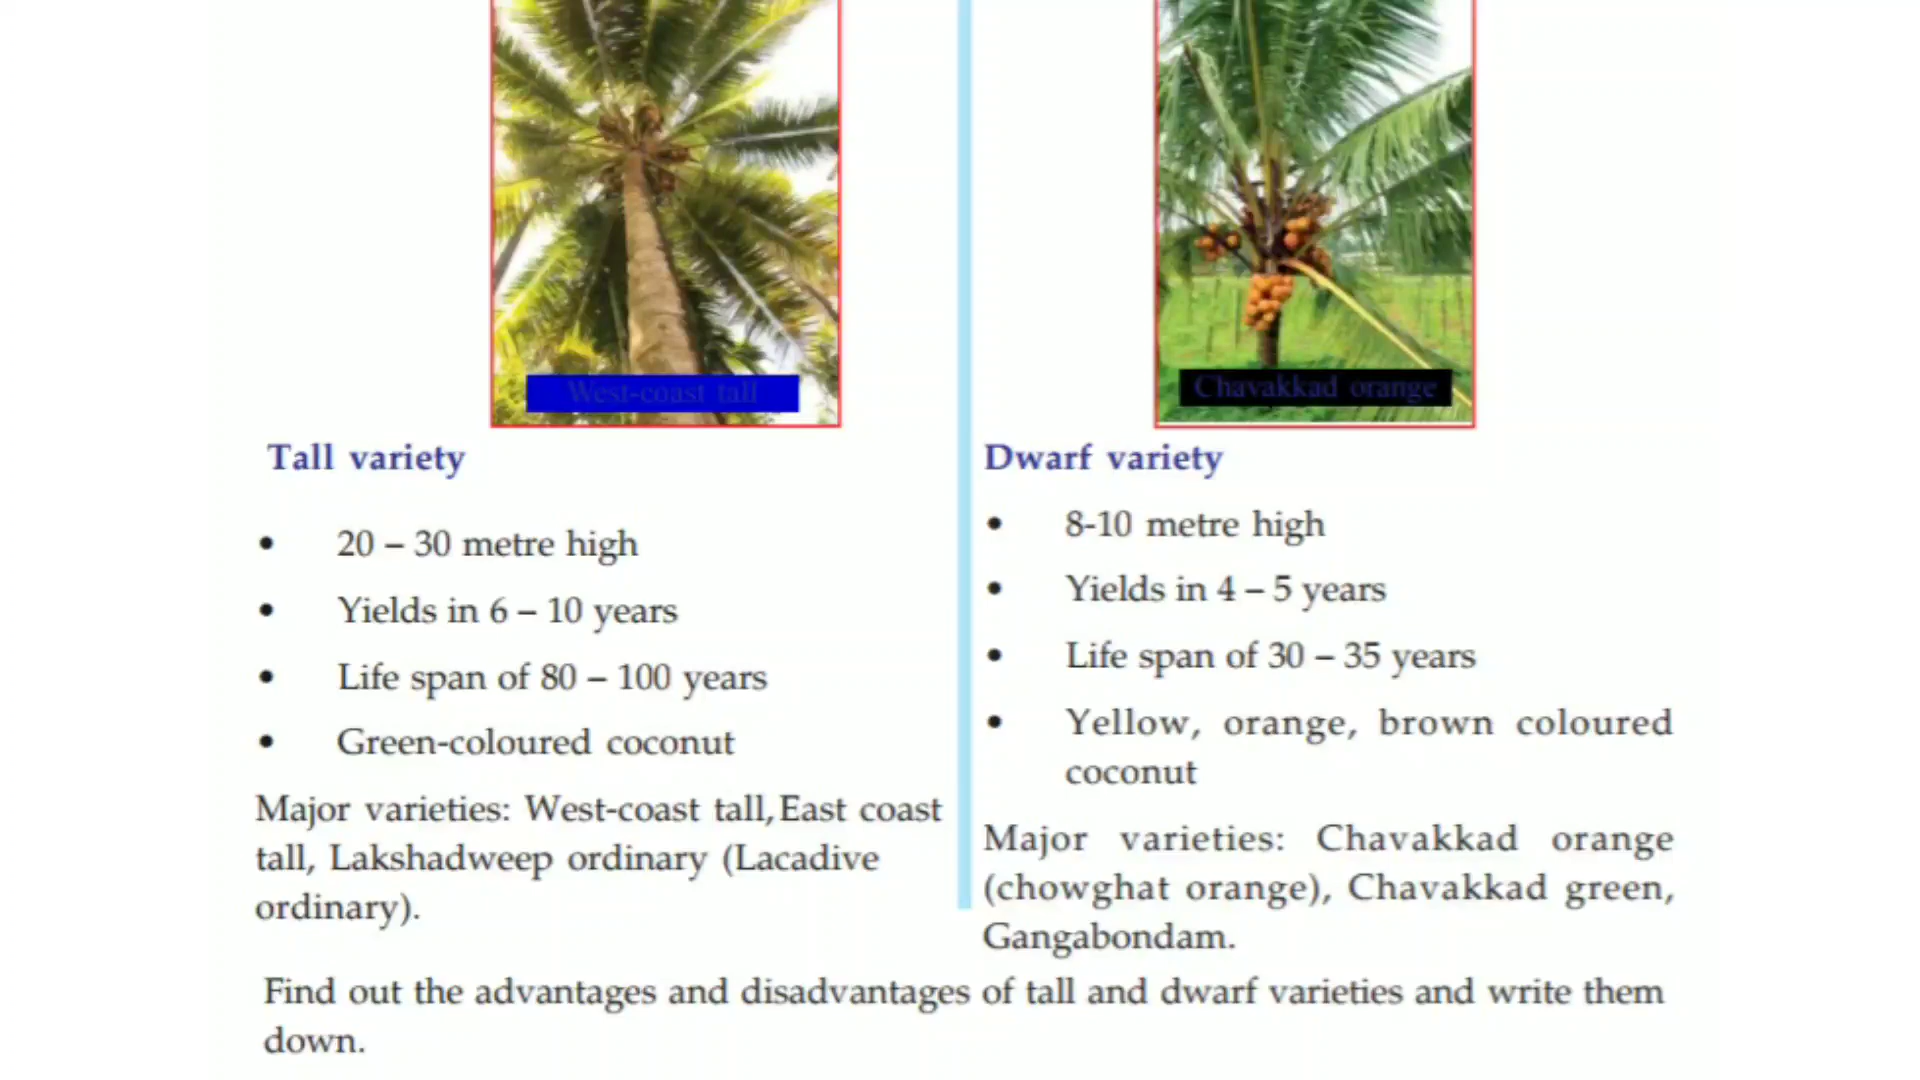 West-coast tall
Tall variety
• 20 – 30 metre high
• Yields in 6 – 10 years
• Life span of 80 – 100 years
• Green-coloured coconut
Major varieties: West-coast tall, East coast
tall, Lakshadweep ordinary (Lacadive
ordinary).
Chavakkad orange
Dwarf variety
• 8-10 metre high
• Yields in 4 – 5 years
• Life span of 30 – 35 years
• Yellow, orange, brown coloured
coconut
Major varieties: Chavakkad orange
(chowghat orange), Chavakkad green,
Gangabondam.
Find out the advantages and disadvantages of tall and dwarf varieties and write them
down.